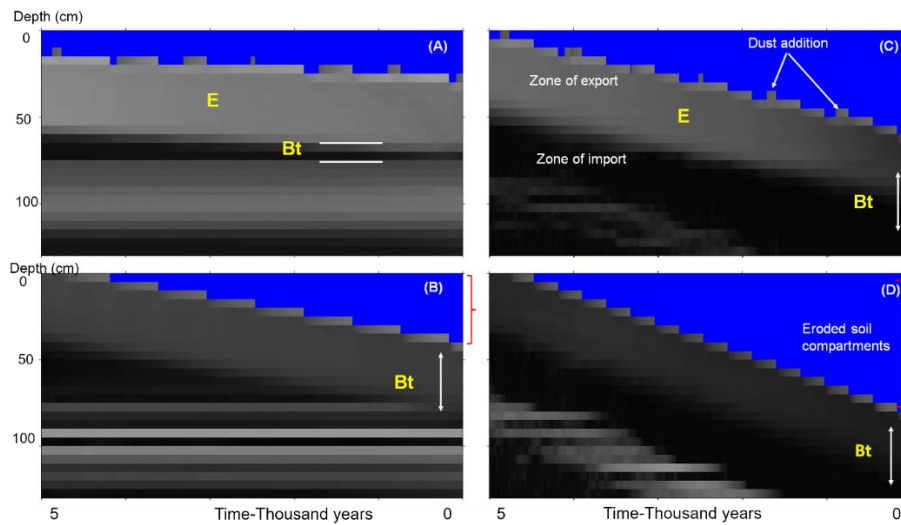 Depth (cm)
0
50
100
(A)
E
Bt
(C)
Dust addition
Zone of export
E
Zone of import
Bt
Depth (cm)
0
50
100
(B)
Bt
(D)
Eroded soil
compartments
Bt
5 Time-Thousand years 0
5 Time-Thousand years 0